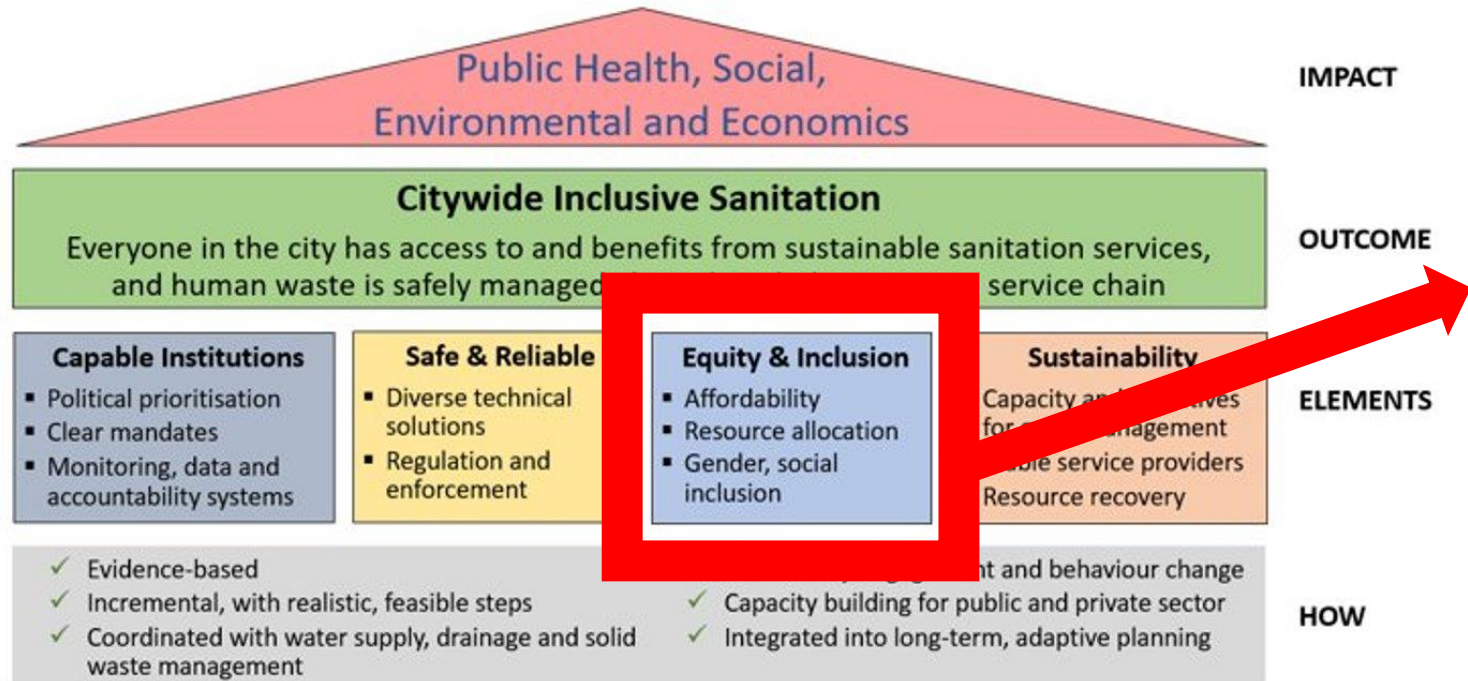 Public Health, Social,
Environmental and Economics
IMPACT
Citywide Inclusive Sanitation
Everyone in the city has access to and benefits from sustainable sanitation services,
and human waste is safely managed service chain
OUTCOME
Capable Institutions
▪ Political prioritisation
▪ Clear mandates
▪ Monitoring, data and
accountability systems
Safe & Reliable
▪ Diverse technical
solutions
▪ Regulation and
enforcement
Equity & Inclusion
▪ Affordability
▪ Resource allocation
▪ Gender, social
inclusion
Sustainability
Capacity and
for
service providers
Resource recovery
ELEMENTS
✓ Evidence-based
✓ Incremental, with realistic, feasible steps
✓ Coordinated with water supply, drainage and solid
waste management
and behaviour change
✓ Capacity building for public and private sector
✓ Integrated into long-term, adaptive planning
HOW